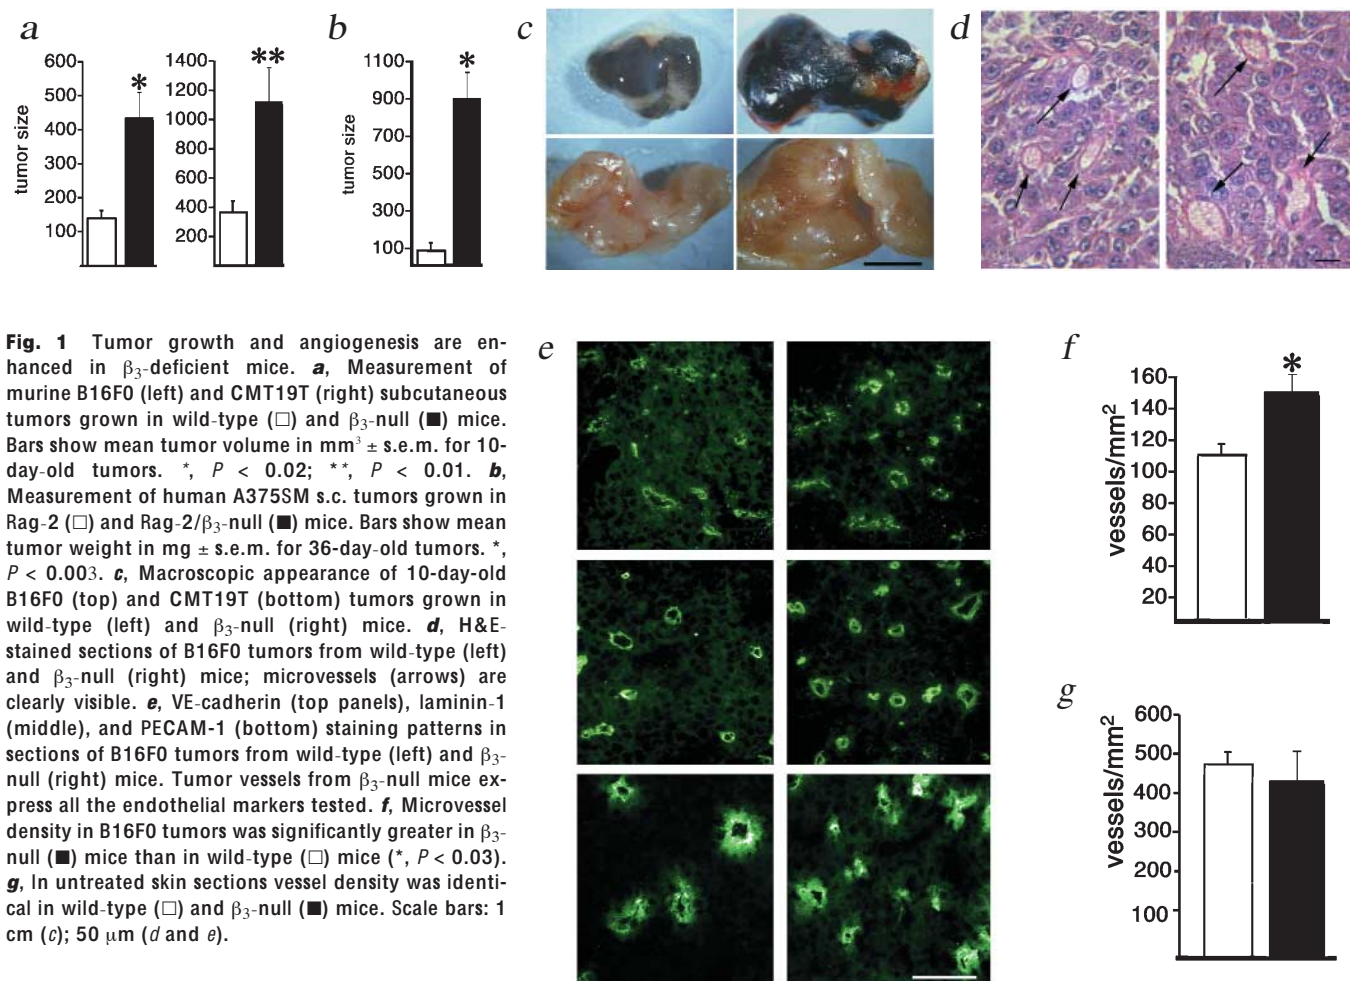 a
tumor size
600
500
400
300
200
100
*
1400
1200
1000
800
600
400
200
**
b
tumor size
1100
900
700
500
300
100
*
c
d
Fig. 1 Tumor growth and angiogenesis are en-
hanced in β₃-deficient mice. a, Measurement of
murine B16F0 (left) and CMT19T (right) subcutaneous
tumors grown in wild-type (□) and β₃-null (■) mice.
Bars show mean tumor volume in mm³ ± s.e.m. for 10-
day-old tumors. *, P < 0.02; **, P < 0.01. b,
Measurement of human A375SM s.c. tumors grown in
Rag-2 (□) and Rag-2/β₃-null (■) mice. Bars show mean
tumor weight in mg ± s.e.m. for 36-day-old tumors. *,
P < 0.003. c, Macroscopic appearance of 10-day-old
B16F0 (top) and CMT19T (bottom) tumors grown in
wild-type (left) and β₃-null (right) mice. d, H&E-
stained sections of B16F0 tumors from wild-type (left)
and β₃-null (right) mice; microvessels (arrows) are
clearly visible. e, VE-cadherin (top panels), laminin-1
(middle), and PECAM-1 (bottom) staining patterns in
sections of B16F0 tumors from wild-type (left) and β₃-
null (right) mice. Tumor vessels from β₃-null mice ex-
press all the endothelial markers tested. f, Microvessel
density in B16F0 tumors was significantly greater in β₃-
null (■) mice than in wild-type (□) mice (*, P < 0.03).
g, In untreated skin sections vessel density was identi-
cal in wild-type (□) and β₃-null (■) mice. Scale bars: 1
cm (c); 50 μm (d and e).
e
f
vessels/mm²
160
140
120
100
80
60
40
20
*
g
vessels/mm²
600
500
400
300
200
100